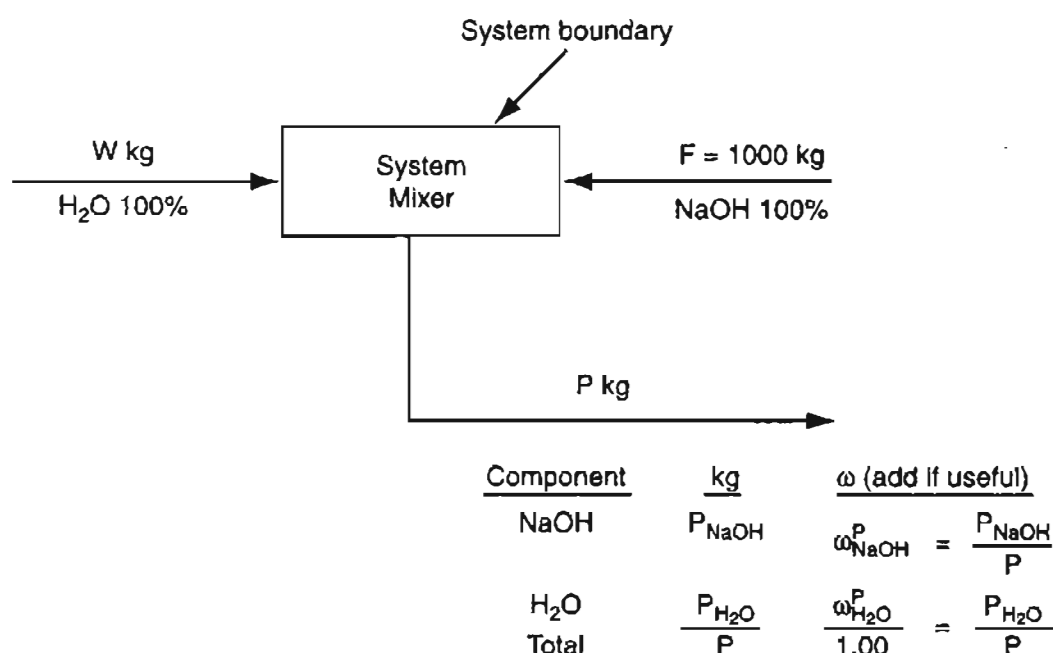 System boundary
W kg
H₂O 100%
System
Mixer
F = 1000 kg
NaOH 100%
P kg
Component kg ω (add if useful)
NaOH P_NaOH ω^P_NaOH = P_NaOH / P
H₂O P_H₂O ω^P_H₂O = P_H₂O / P
Total P 1.00